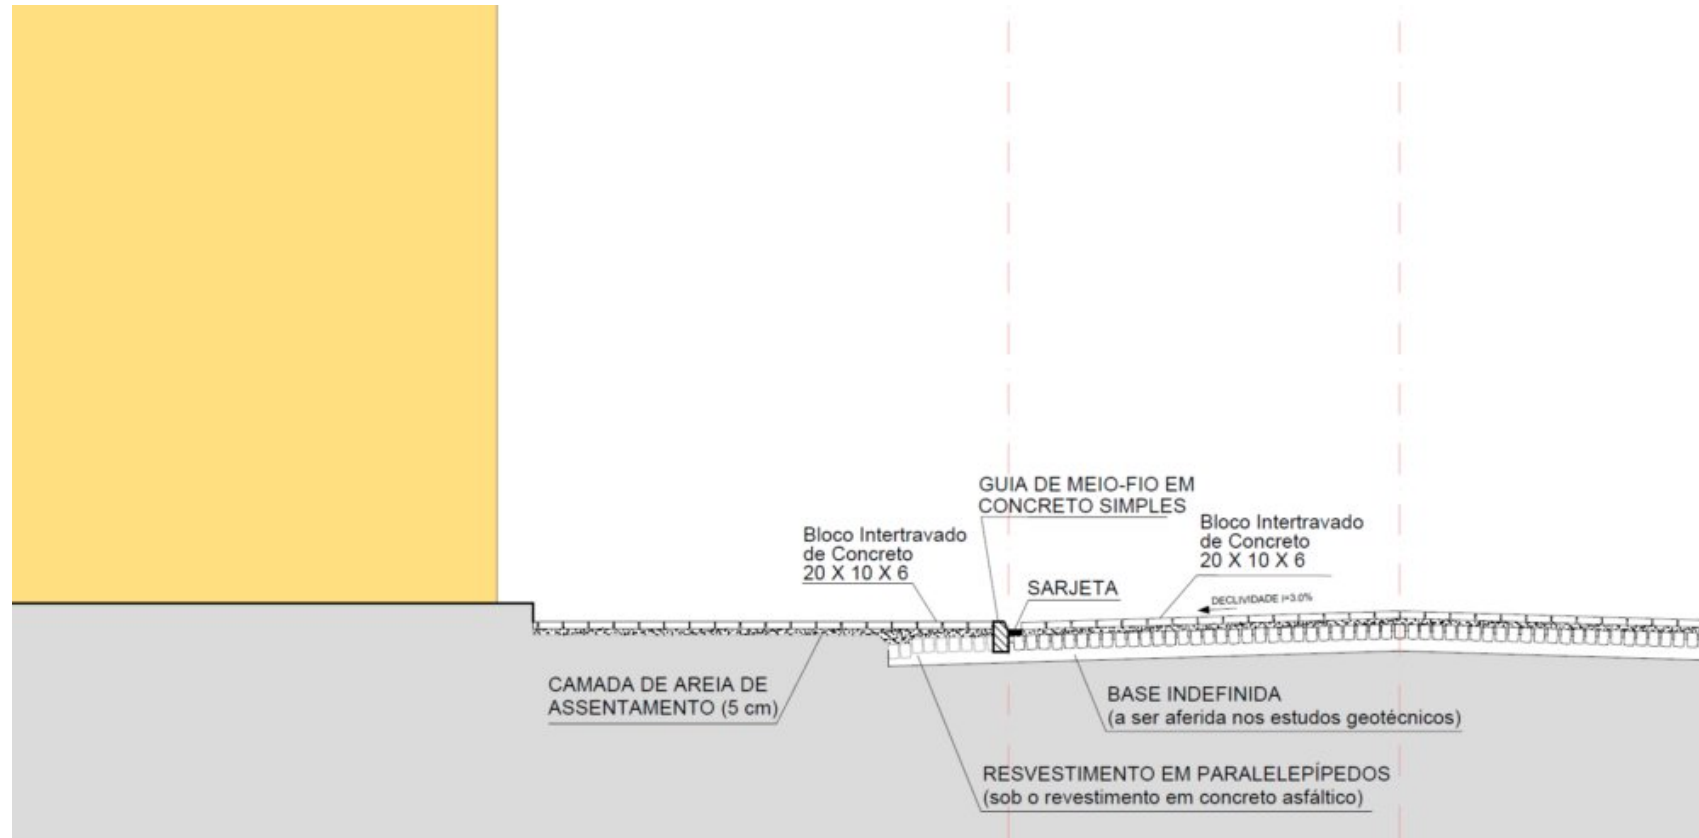 GUIA DE MEIO-FIO EM
CONCRETO SIMPLES
Bloco Intertravado
de Concreto
20 X 10 X 6
Bloco Intertravado
de Concreto
20 X 10 X 6
SARJETA
DECLIVIDADE i=3.0%
CAMADA DE AREIA DE
ASSENTAMENTO (5 cm)
BASE INDEFINIDA
(a ser aferida nos estudos geotécnicos)
RESVESTIMENTO EM PARALELEPÍPEDOS
(sob o revestimento em concreto asfáltico)